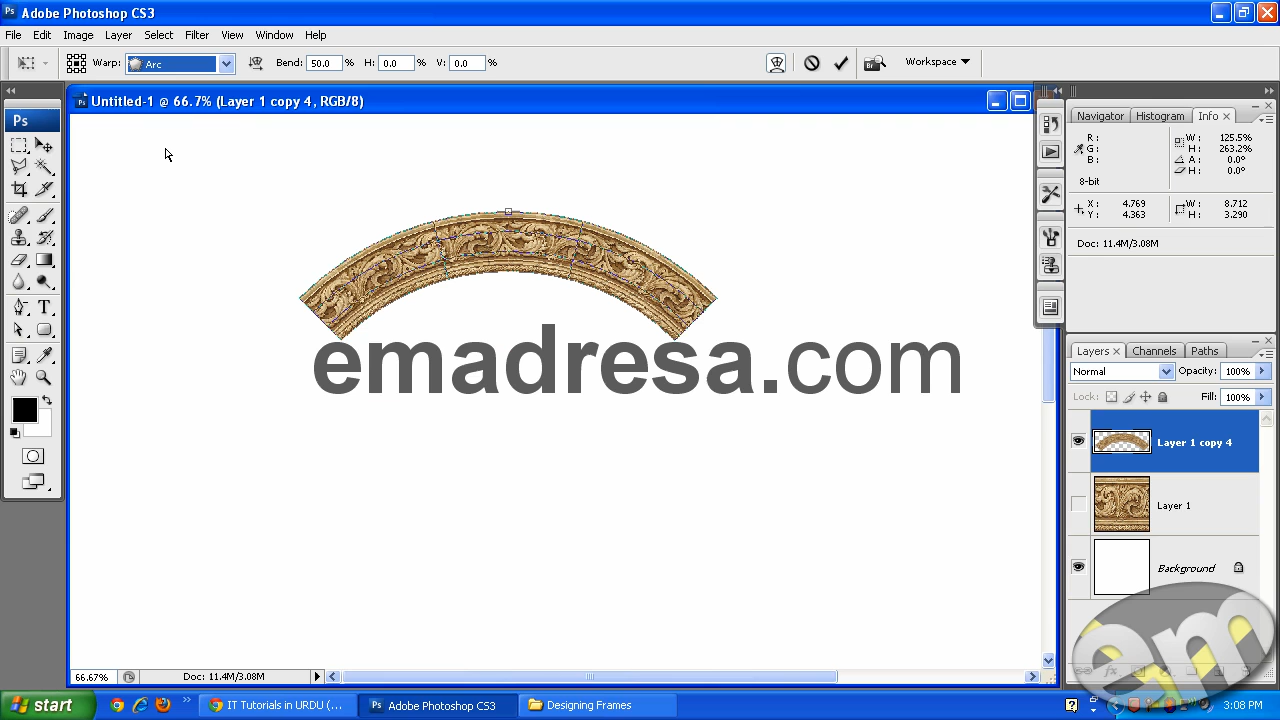 Adobe Photoshop CS3
File Edit Image Layer Select Filter View Window Help
Warp: Arc Bend: 50.0 % H: 0.0 % V: 0.0 % Workspace
Ps
Untitled-1 @ 66.7% (Layer 1 copy 4, RGB/8)
Navigator Histogram Info
R: W: 125.5%
G: H: 263.2%
B: A: 0.0°
H: 0.0°
8-bit
X: 4.769 W: 8.712
Y: 4.363 H: 3.290
Doc: 11.4M/3.08M
emadresa.com
Layers Channels Paths
Normal Opacity: 100%
Lock: Fill: 100%
Layer 1 copy 4
Layer 1
Background
em
66.67% Doc: 11.4M/3.08M
start IT Tutorials in URDU (... Adobe Photoshop CS3 Designing Frames 3:08 PM